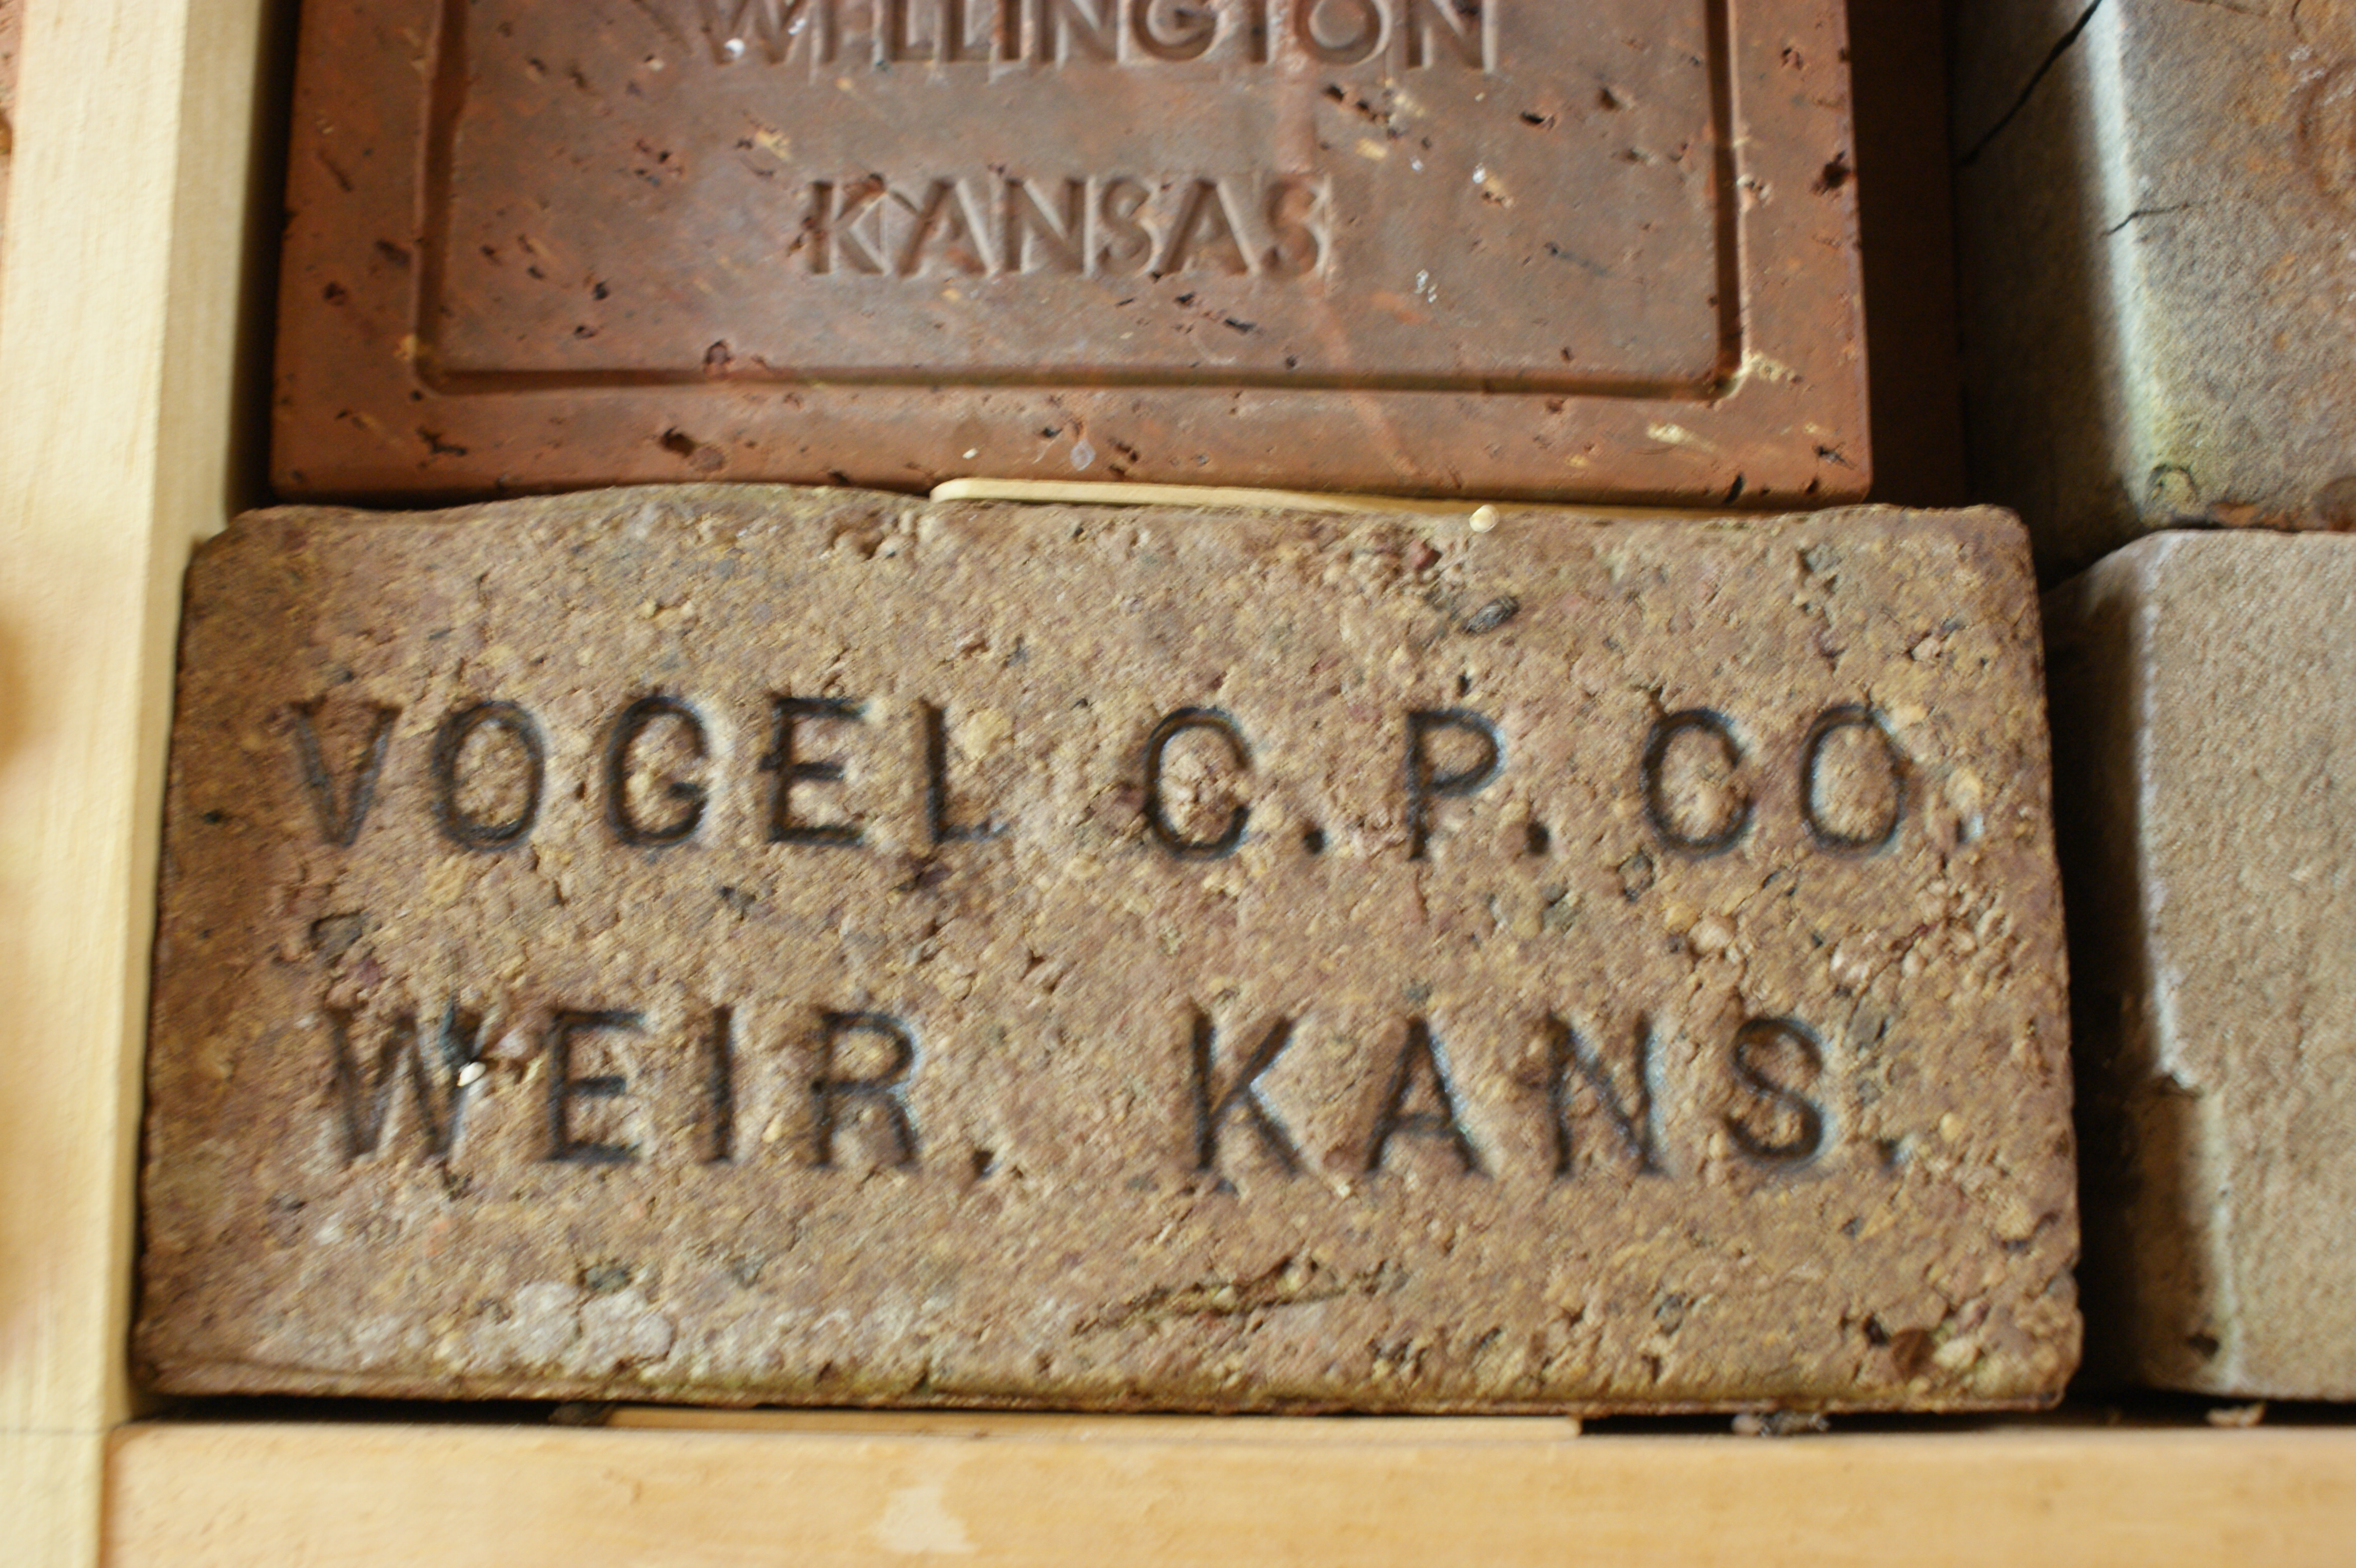 WELLINGTON
KANSAS
VOGEL C.P.CO.
WEIR, KANS.